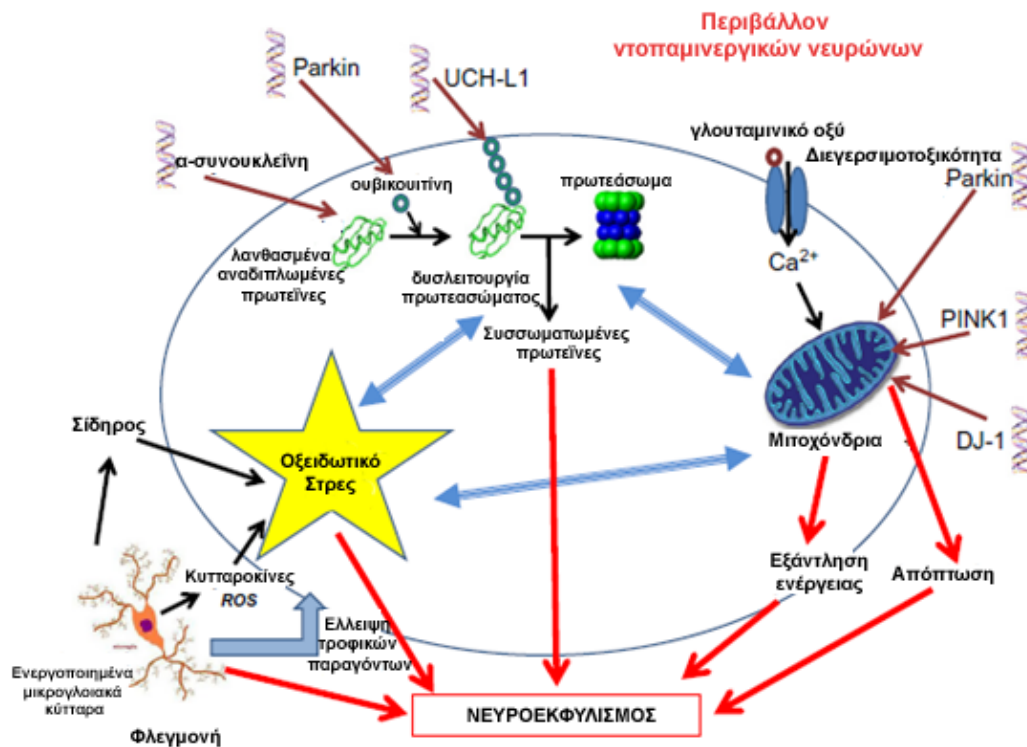 Περιβάλλον
ντοπαμινεργικών νευρώνων
Parkin
UCH-L1
γλουταμινικό οξύ
Διεγερσιμοτοξικότητα
Parkin
α-συνουκλεΐνη
ουβικουιτίνη
πρωτεάσωμα
λανθασμένα
αναδιπλωμένες
πρωτεΐνες
δυσλειτουργία
πρωτεασώματος
Ca²⁺
Συσσωματωμένες
πρωτεΐνες
PINK1
DJ-1
Σίδηρος
Οξειδωτικό
Στρες
Μιτοχόνδρια
Κυτταροκίνες
ROS
Εξάντληση
ενέργειας
Απόπτωση
Ελλειψη
τροφικών
παραγόντων
Ενεργοποιημένα
μικρογλοιακά
κύτταρα
Φλεγμονή
ΝΕΥΡΟΕΚΦΥΛΙΣΜΟΣ